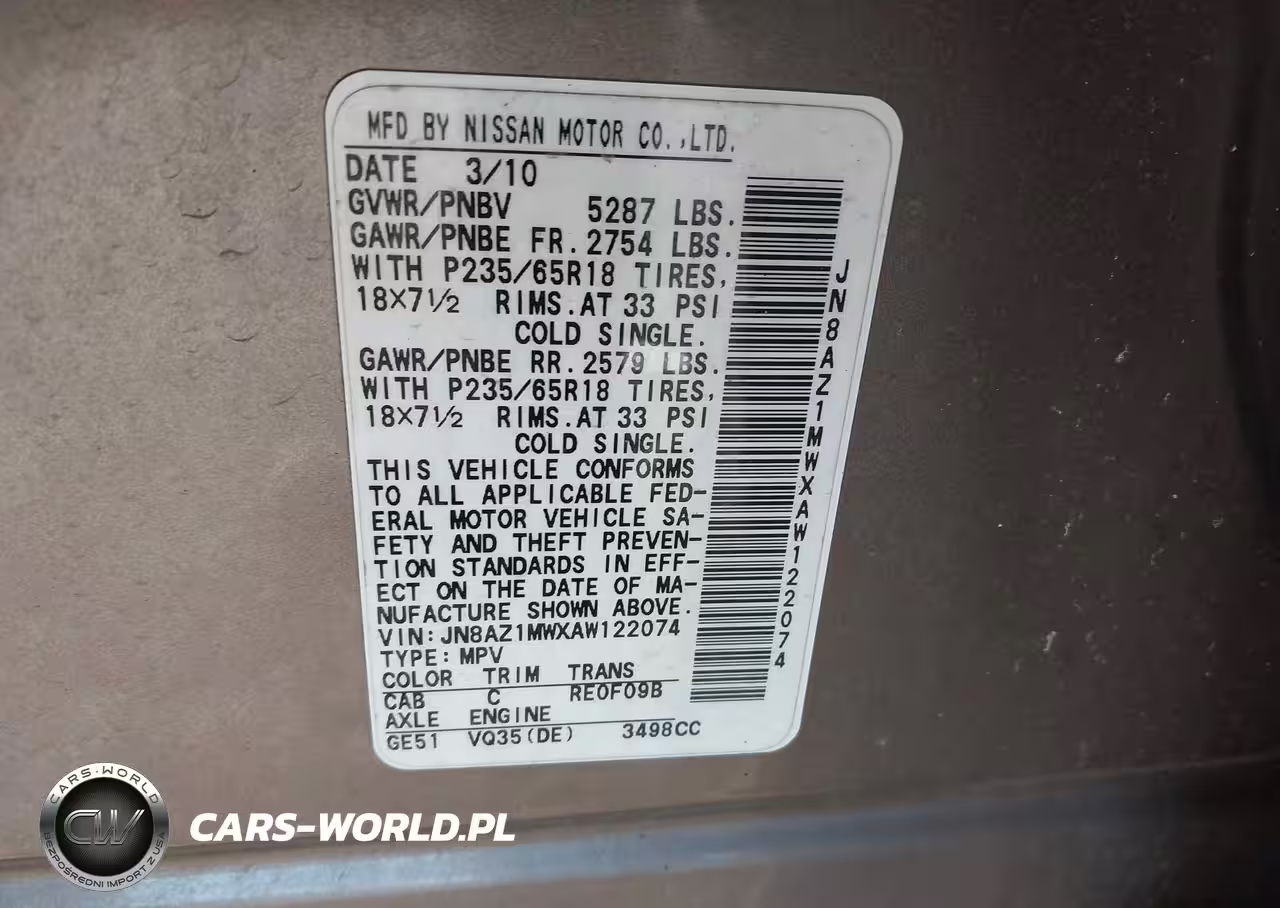 MFD BY NISSAN MOTOR CO.,LTD.
DATE 3/10
GVWR/PNBV 5287 LBS.
GAWR/PNBE FR. 2754 LBS.
WITH P235/65R18 TIRES,
18×7½ RIMS.AT 33 PSI
COLD SINGLE.
GAWR/PNBE RR. 2579 LBS.
WITH P235/65R18 TIRES,
18×7½ RIMS.AT 33 PSI
COLD SINGLE.
THIS VEHICLE CONFORMS
TO ALL APPLICABLE FED-
ERAL MOTOR VEHICLE SA-
FETY AND THEFT PREVEN-
TION STANDARDS IN EFF-
ECT ON THE DATE OF MA-
NUFACTURE SHOWN ABOVE.
VIN:JN8AZ1MWXAW122074
TYPE:MPV
COLOR TRIM TRANS
CAB C RE0F09B
AXLE ENGINE
GE51 VQ35(DE) 3498CC
JN8AZ1MWXAW122074
CARS-WORLD
CW
BEZPOŚREDNI IMPORT Z USA
CARS-WORLD.PL